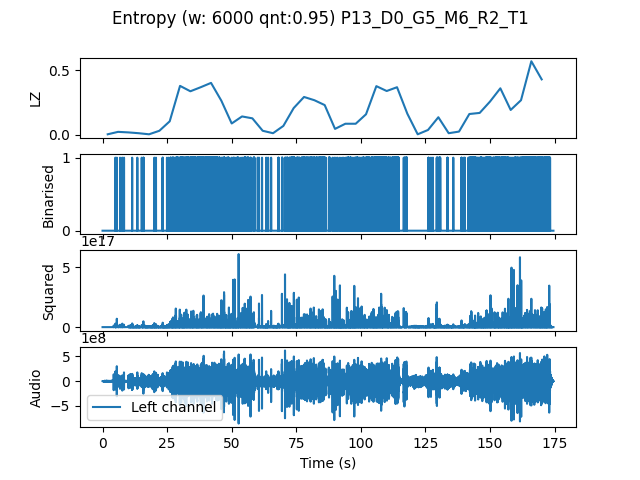 Entropy (w: 6000 qnt:0.95) P13_D0_G5_M6_R2_T1
0.5
0.0
LZ
1
0
Binarised
1e17
5
0
Squared
1e8
5
0
−5
Audio
Left channel
0 25 50 75 100 125 150 175
Time (s)